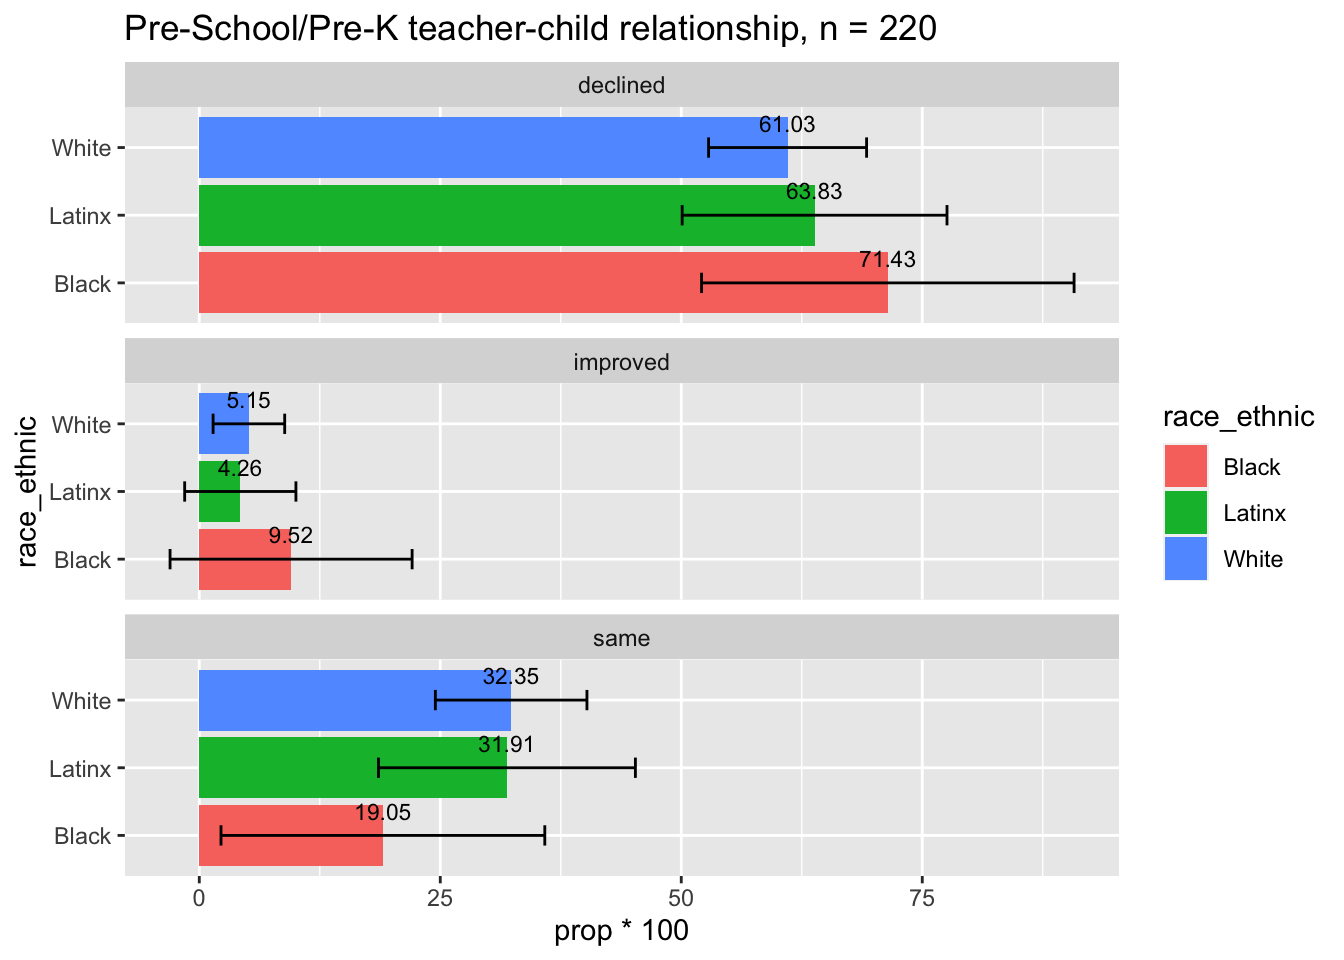 Pre-School/Pre-K teacher-child relationship, n = 220
declined
White
61.03
Latinx
63.83
Black
71.43
improved
White
5.15
Latinx
4.26
Black
9.52
same
White
32.35
Latinx
31.91
Black
19.05
0 25 50 75
prop * 100
race_ethnic
race_ethnic
Black
Latinx
White